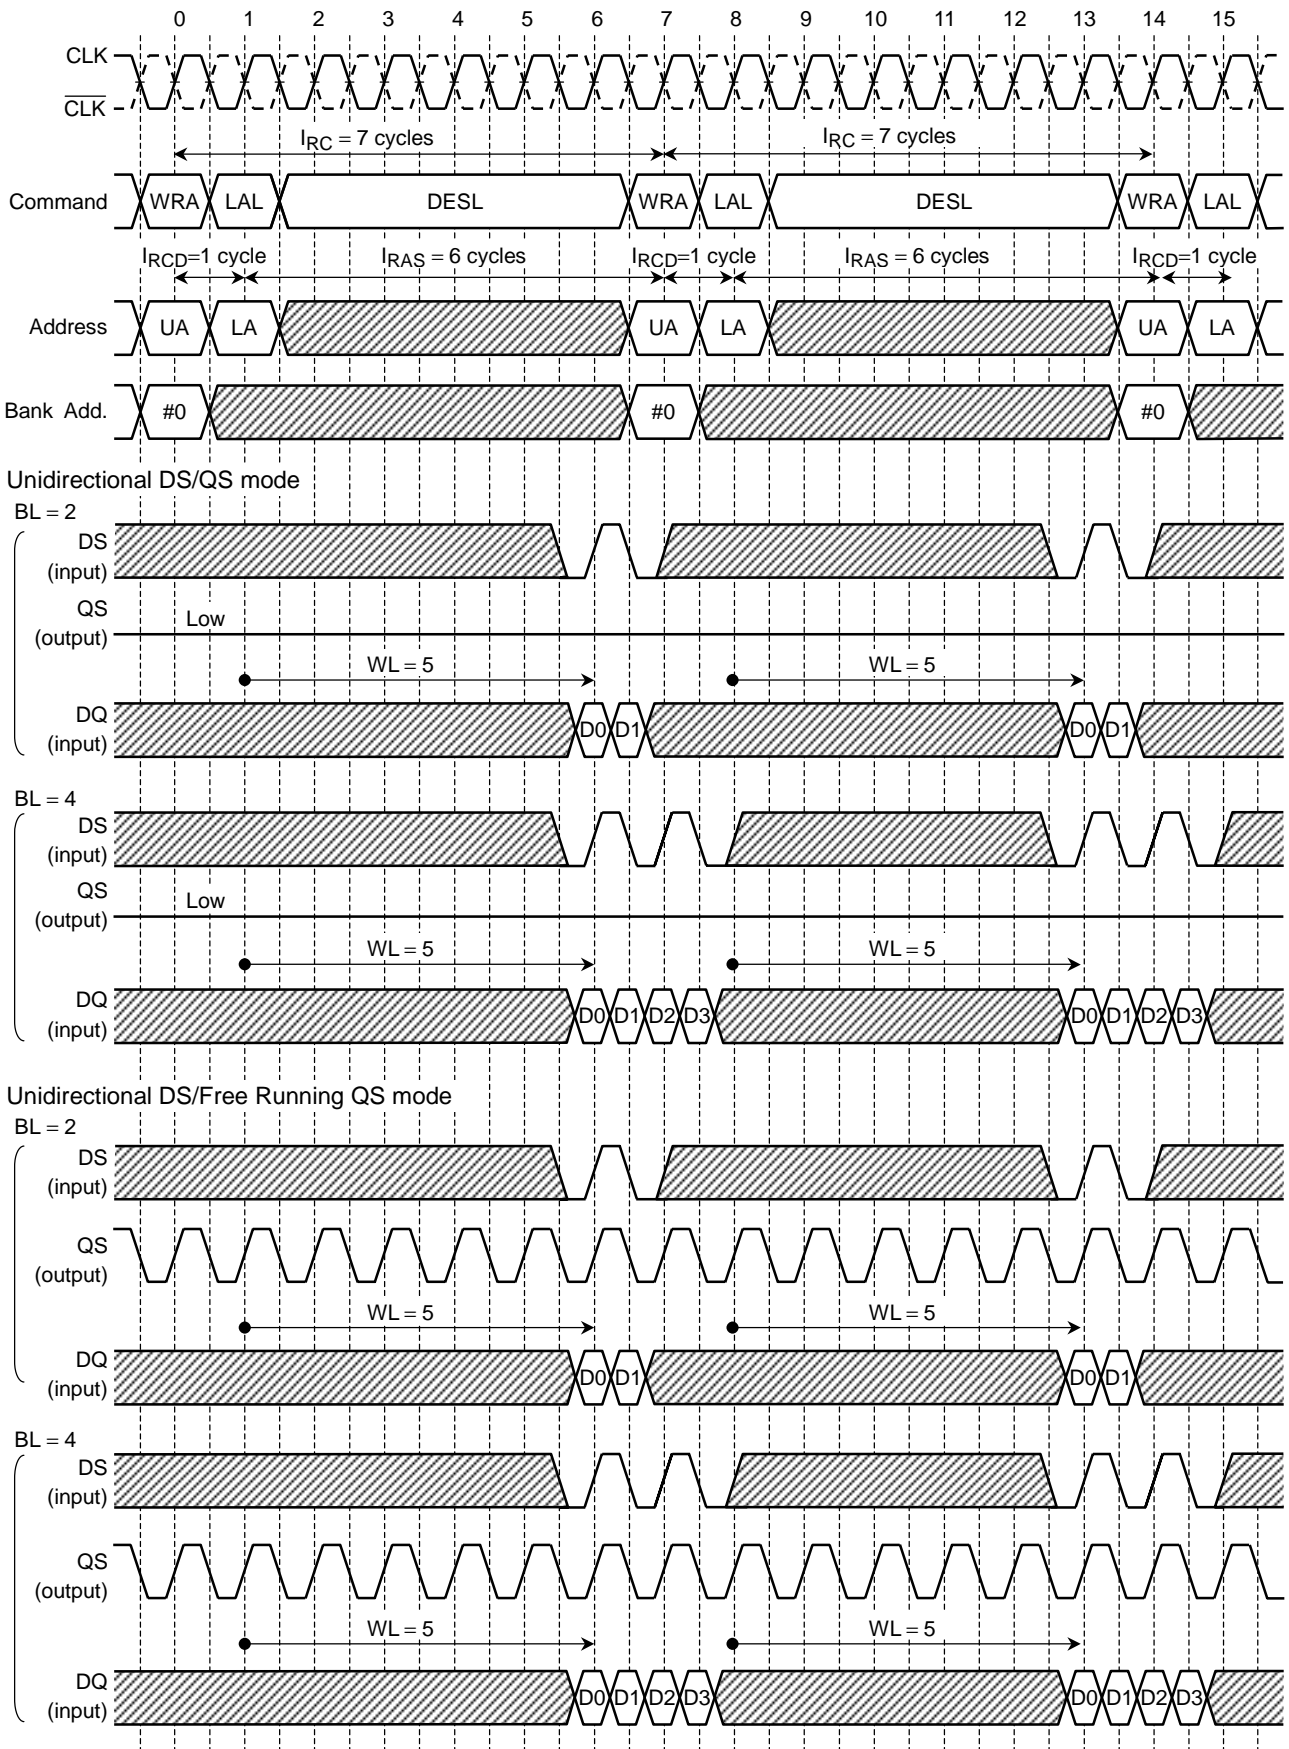 0 1 2 3 4 5 6 7 8 9 10 11 12 13 14 15
CLK
CLK
IRC = 7 cycles IRC = 7 cycles
Command WRA LAL DESL WRA LAL DESL WRA LAL
IRCD=1 cycle IRAS = 6 cycles IRCD=1 cycle IRAS = 6 cycles IRCD=1 cycle
Address UA LA UA LA UA LA
Bank Add. #0 #0 #0
Unidirectional DS/QS mode
BL = 2
DS
(input)
QS
(output)
Low
WL = 5 WL = 5
DQ
(input)
D0 D1 D0 D1
BL = 4
DS
(input)
QS
(output)
Low
WL = 5 WL = 5
DQ
(input)
D0 D1 D2 D3 D0 D1 D2 D3
Unidirectional DS/Free Running QS mode
BL = 2
DS
(input)
QS
(output)
WL = 5 WL = 5
DQ
(input)
D0 D1 D0 D1
BL = 4
DS
(input)
QS
(output)
WL = 5 WL = 5
DQ
(input)
D0 D1 D2 D3 D0 D1 D2 D3